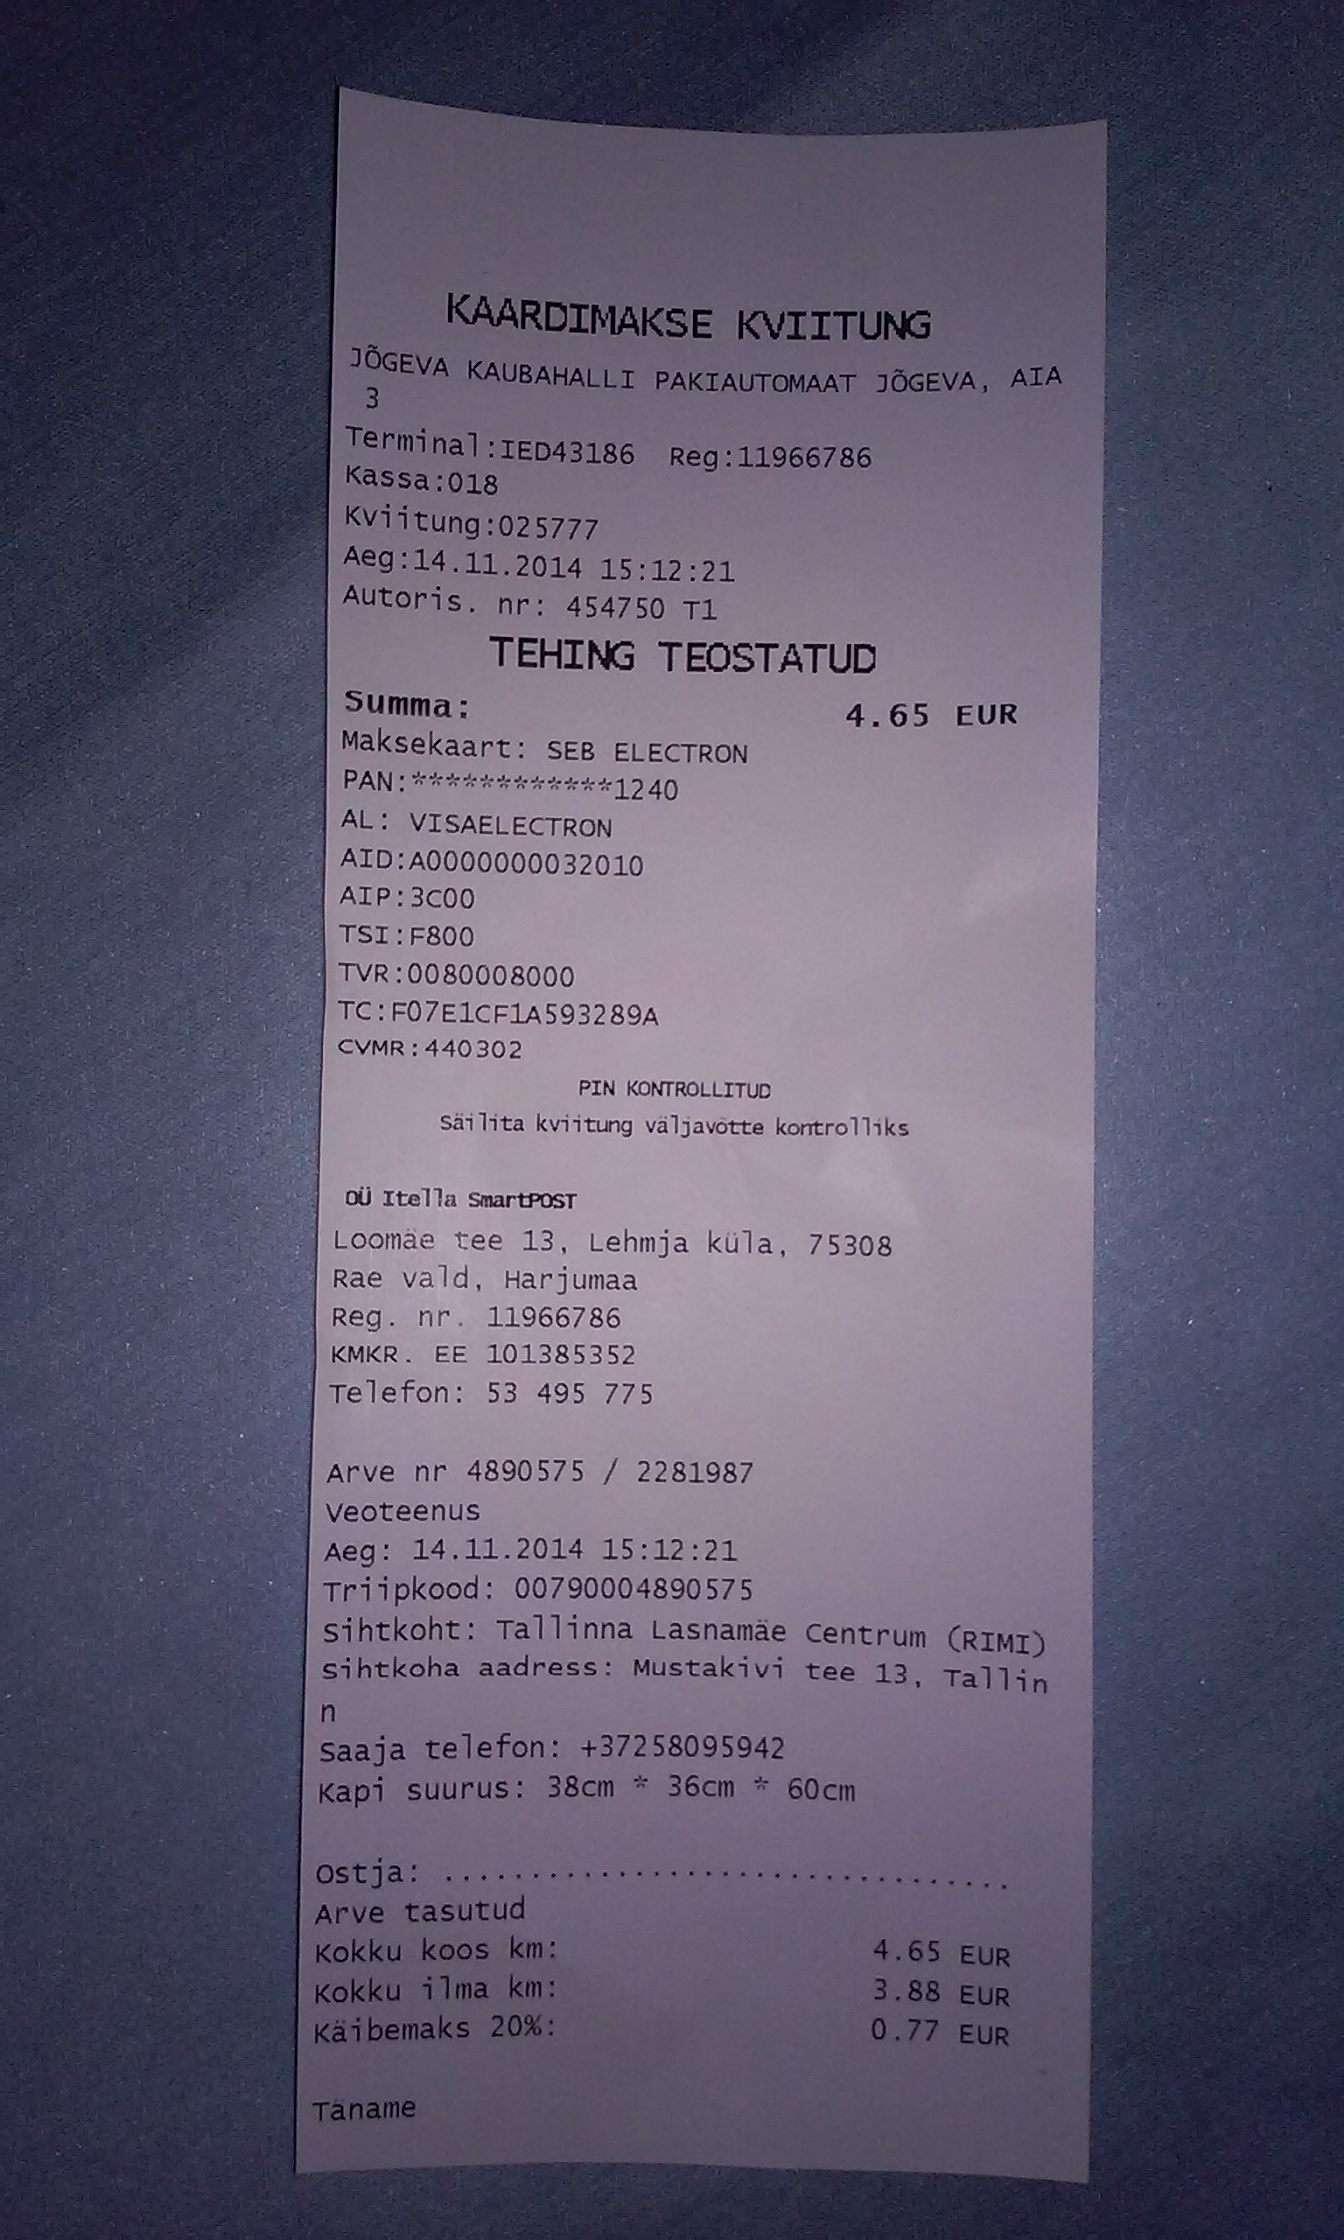 KAARDIMAKSE KVIITUNG
JÕGEVA KAUBAHALLI PAKIAUTOMAAT JÕGEVA, AIA
3
Terminal:IED43186 Reg:11966786
Kassa:018
Kviitung:025777
Aeg:14.11.2014 15:12:21
Autoris. nr: 454750 T1
TEHING TEOSTATUD
Summa: 4.65 EUR
Maksekaart: SEB ELECTRON
PAN:************1240
AL: VISAELECTRON
AID:A0000000032010
AIP:3C00
TSI:F800
TVR:0080008000
TC:F07E1CF1A593289A
CVMR:440302
PIN KONTROLLITUD
Säilita kviitung väljavõtte kontrolliks
OÜ Itella SmartPOST
Loomäe tee 13, Lehmja küla, 75308
Rae vald, Harjumaa
Reg. nr. 11966786
KMKR. EE 101385352
Telefon: 53 495 775
Arve nr 4890575 / 2281987
Veoteenus
Aeg: 14.11.2014 15:12:21
Triipkood: 00790004890575
Sihtkoht: Tallinna Lasnamäe Centrum (RIMI)
Sihtkoha aadress: Mustakivi tee 13, Tallin
n
Saaja telefon: +37258095942
Kapi suurus: 38cm * 36cm * 60cm
Ostja: .................................
Arve tasutud
Kokku koos km: 4.65 EUR
Kokku ilma km: 3.88 EUR
Käibemaks 20%: 0.77 EUR
Täname